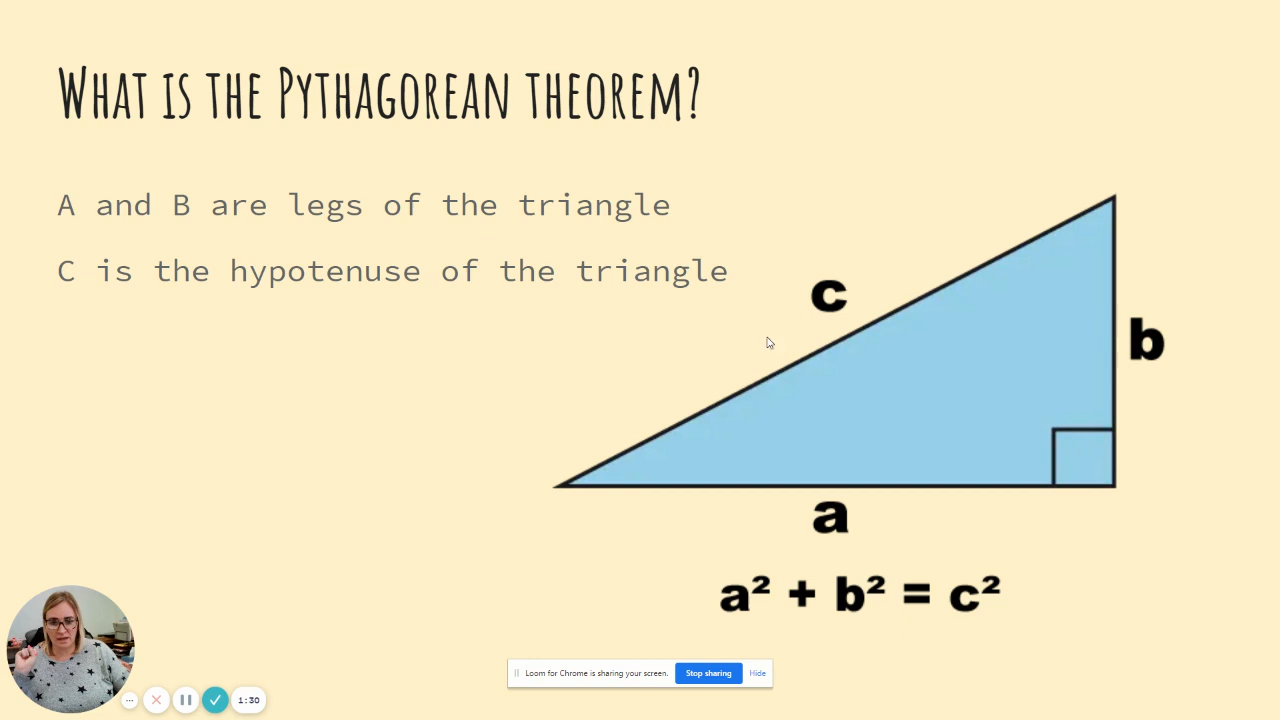 What is the Pythagorean theorem?
A and B are legs of the triangle
C is the hypotenuse of the triangle
c
b
a
a² + b² = c²
Loom for Chrome is sharing your screen. Stop sharing Hide
1:30